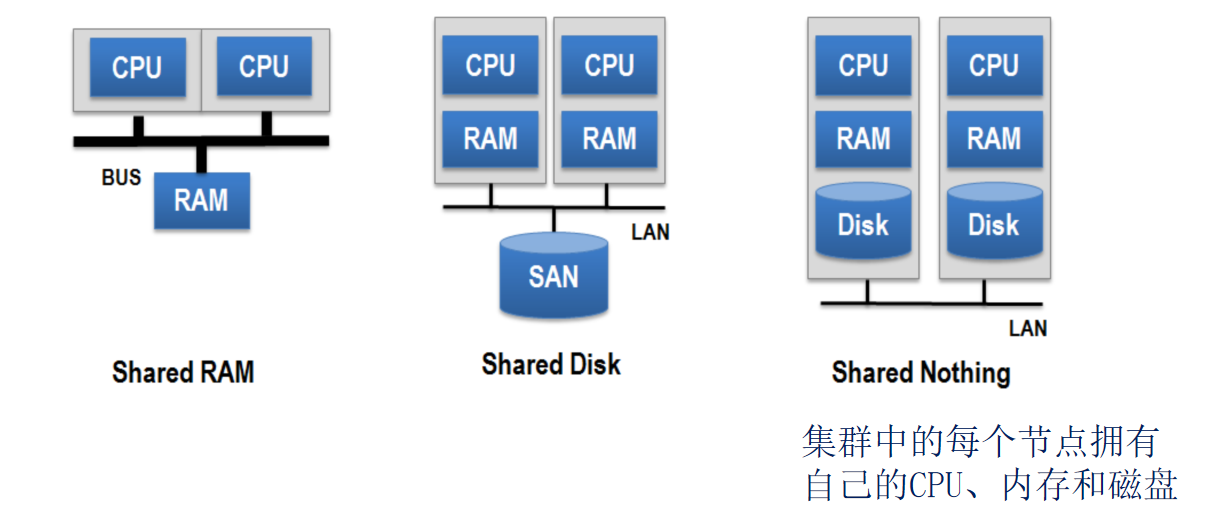 CPU
CPU
BUS
RAM
Shared RAM
CPU
CPU
RAM
RAM
LAN
SAN
Shared Disk
CPU
CPU
RAM
RAM
Disk
Disk
LAN
Shared Nothing
集群中的每个节点拥有
自己的CPU、内存和磁盘